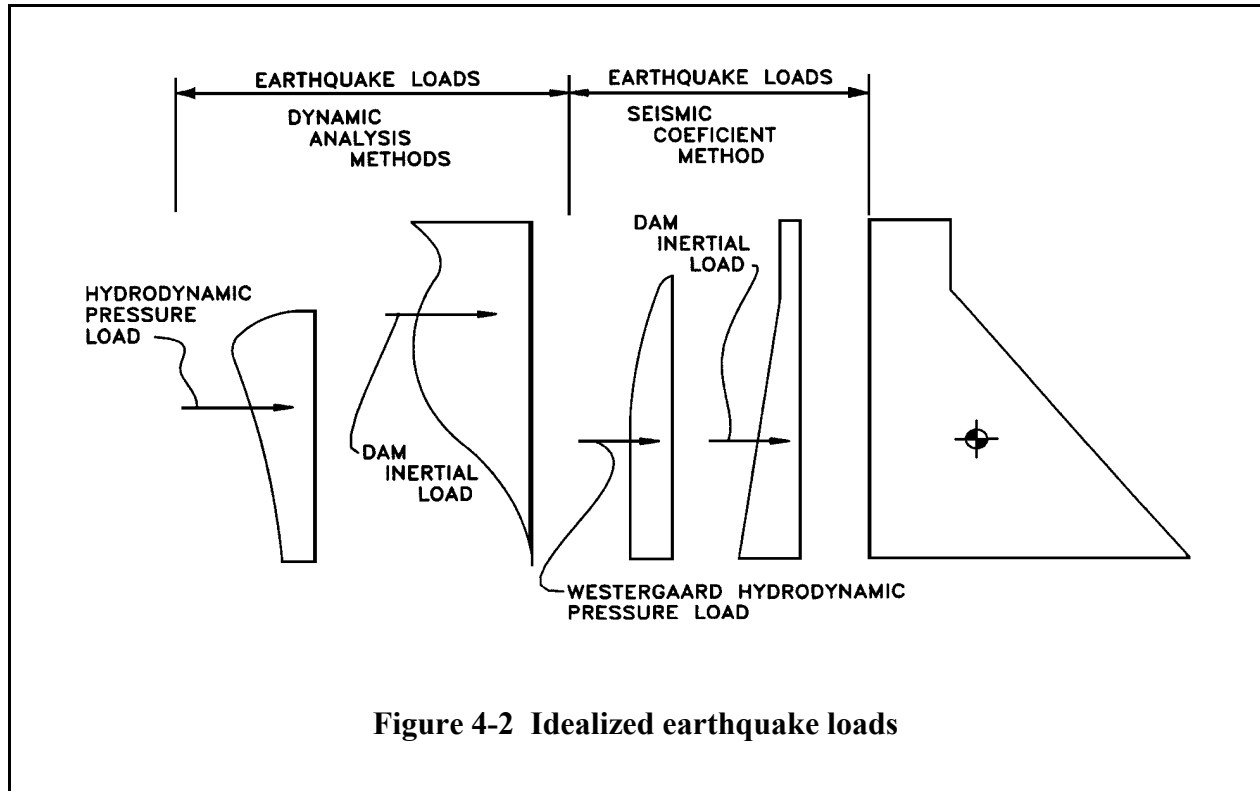 EARTHQUAKE LOADS
DYNAMIC
ANALYSIS
METHODS
EARTHQUAKE LOADS
SEISMIC
COEFICIENT
METHOD
HYDRODYNAMIC
PRESSURE
LOAD
DAM
INERTIAL
LOAD
DAM
INERTIAL
LOAD
WESTERGAARD HYDRODYNAMIC
PRESSURE LOAD
Figure 4-2 Idealized earthquake loads